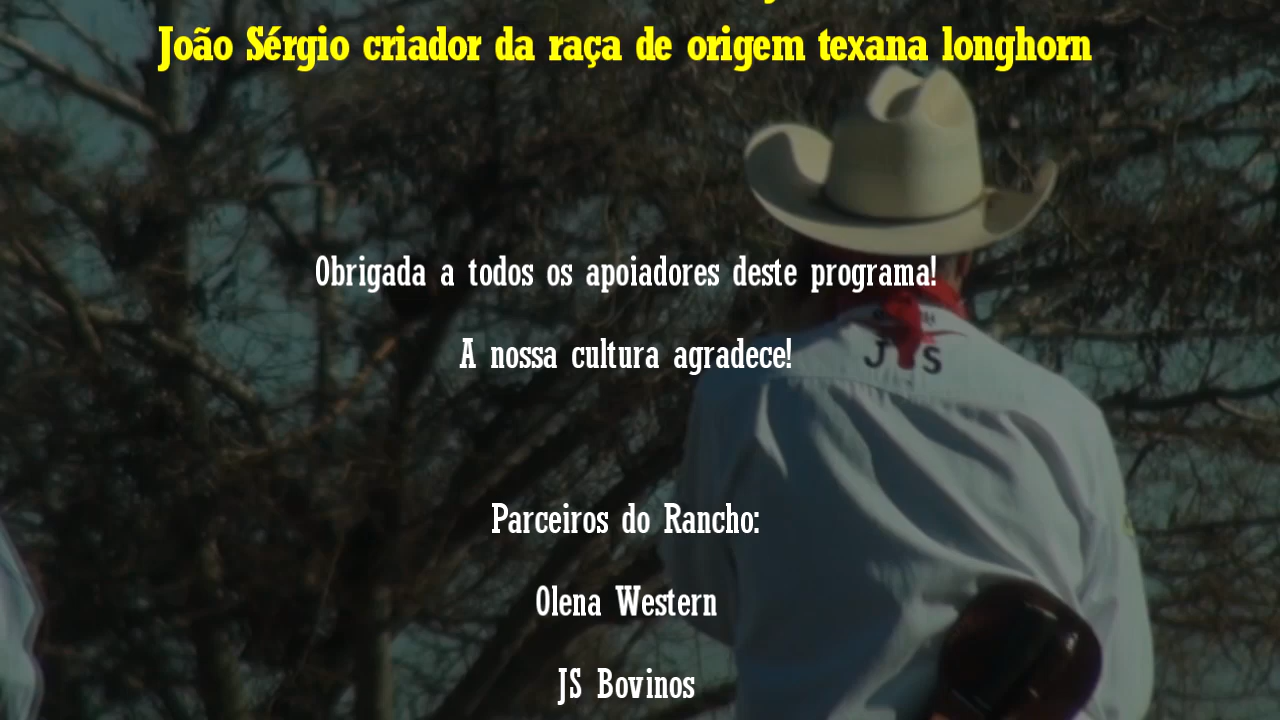 João Sérgio criador da raça de origem texana longhorn
Obrigada a todos os apoiadores deste programa!
A nossa cultura agradece!
J S
Parceiros do Rancho:
Olena Western
JS Bovinos